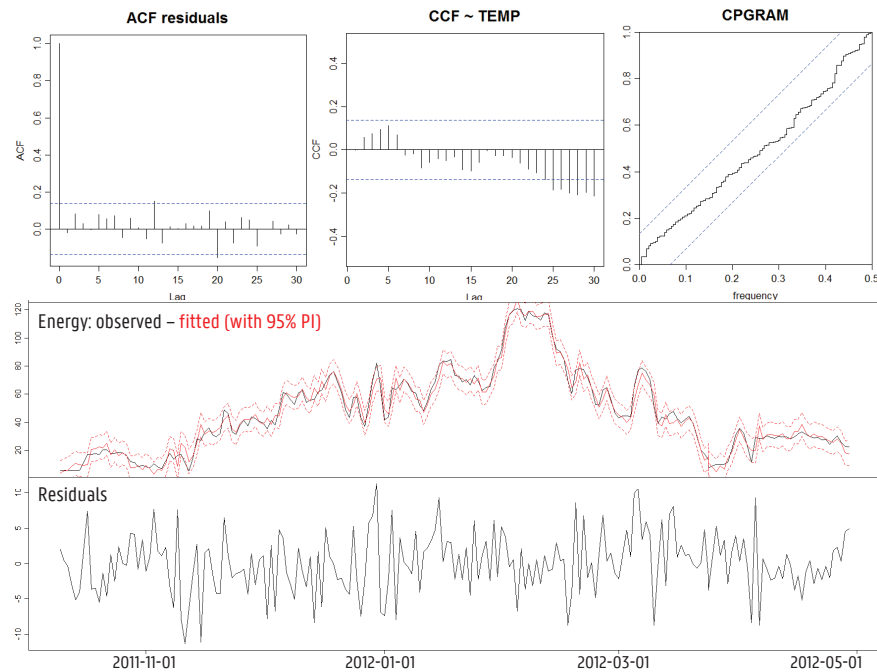 ACF residuals
CCF ~ TEMP
CPGRAM
1.0
0.8
0.6
0.4
0.2
0.0
ACF
0 5 10 15 20 25 30
Lag
0.4
0.2
0.0
-0.2
-0.4
CCF
0 5 10 15 20 25 30
Lag
1.0
0.8
0.6
0.4
0.2
0.0
0.0 0.1 0.2 0.3 0.4 0.5
frequency
Energy: observed – fitted (with 95% PI)
120
100
80
60
40
20
Residuals
10
5
0
-5
-10
2011-11-01 2012-01-01 2012-03-01 2012-05-01